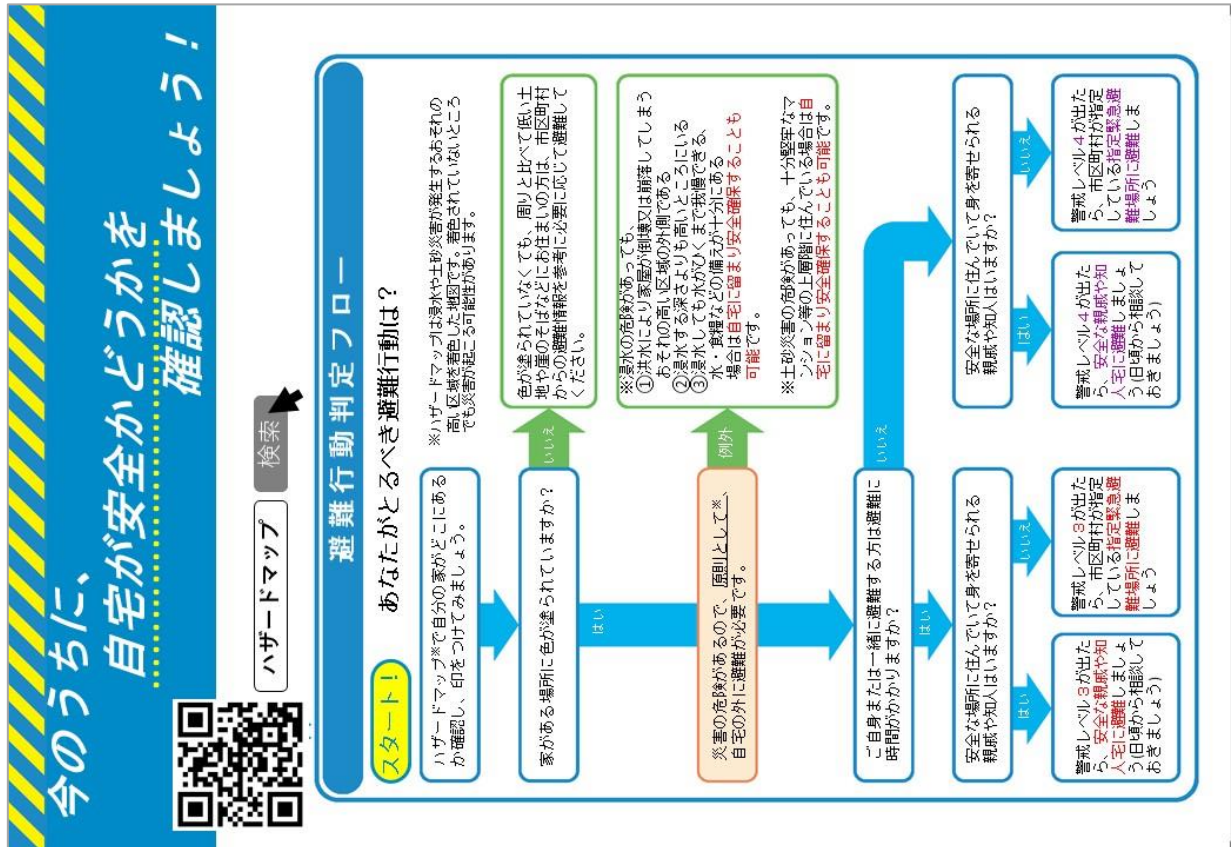 今のうちに、
自宅が安全かどうかを
確認しましょう！
ハザードマップ
検索
避難行動判定フロー
スタート！
あなたがとるべき避難行動は？
ハザードマップ※で自分の家がどこにある
か確認し、印をつけてみましょう。
※ハザードマップは浸水や土砂災害が発生するおそれの
高い区域を着色した地図です。着色されていないところ
でも災害が起こる可能性があります。
家がある場所に色が塗られていますか？
いいえ
色が塗られていなくても、周りと比べて低い土
地や崖のそばなどにお住まいの方は、市区町村
からの避難情報を参考に必要に応じて避難して
ください。
はい
災害の危険があるので、原則として※、
自宅の外に避難が必要です。
例外
※浸水の危険があっても、
①洪水により家屋が倒壊又は崩落してしまう
おそれの高い区域の外側である
②浸水する深さよりも高いところにいる
③浸水しても水がひくまで我慢できる、
水・食糧などの備えが十分にある
場合は自宅に留まり安全確保することも
可能です。
※土砂災害の危険があっても、十分堅牢なマ
ンション等の上層階に住んでいる場合は自
宅に留まり安全確保することも可能です。
ご自身または一緒に避難する方は避難に
時間がかかりますか？
はい
いいえ
安全な場所に住んでいて身を寄せられる
親戚や知人はいますか？
はい
いいえ
警戒レベル3が出た
ら、安全な親戚や知
人宅に避難しましょ
う(日頃から相談して
おきましょう)
警戒レベル3が出た
ら、市区町村が指定
している指定緊急避
難場所に避難しま
しょう
安全な場所に住んでいて身を寄せられる
親戚や知人はいますか？
はい
いいえ
警戒レベル4が出た
ら、安全な親戚や知
人宅に避難しましょ
う(日頃から相談して
おきましょう)
警戒レベル4が出た
ら、市区町村が指定
している指定緊急避
難場所に避難しま
しょう